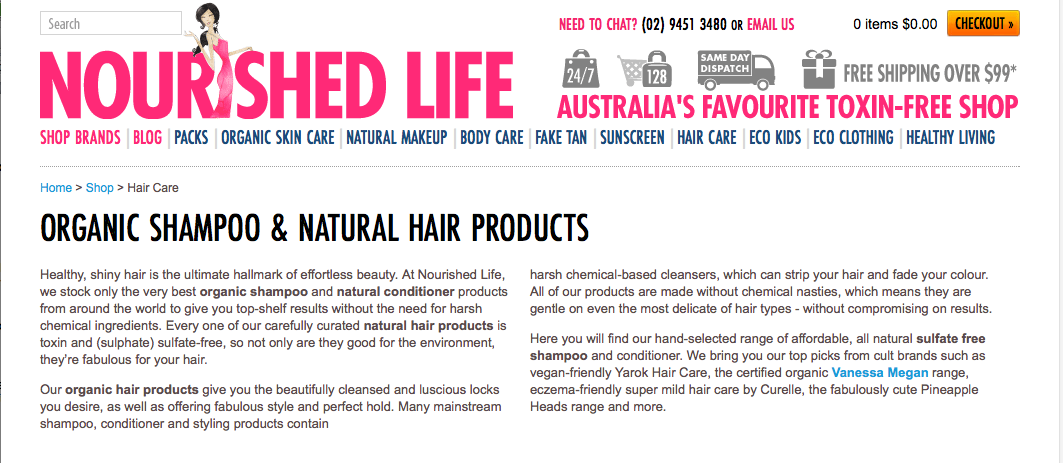 Search
NEED TO CHAT? (02) 9451 3480 OR EMAIL US
0 items $0.00
CHECKOUT »
NOURISHED LIFE
24/7
128
SAME DAY
DISPATCH
FREE SHIPPING OVER $99*
AUSTRALIA'S FAVOURITE TOXIN-FREE SHOP
SHOP BRANDS | BLOG | PACKS | ORGANIC SKIN CARE | NATURAL MAKEUP | BODY CARE | FAKE TAN | SUNSCREEN | HAIR CARE | ECO KIDS | ECO CLOTHING | HEALTHY LIVING
Home > Shop > Hair Care
ORGANIC SHAMPOO & NATURAL HAIR PRODUCTS
Healthy, shiny hair is the ultimate hallmark of effortless beauty. At Nourished Life,
we stock only the very best organic shampoo and natural conditioner products
from around the world to give you top-shelf results without the need for harsh
chemical ingredients. Every one of our carefully curated natural hair products is
toxin and (sulphate) sulfate-free, so not only are they good for the environment,
they're fabulous for your hair.
Our organic hair products give you the beautifully cleansed and luscious locks
you desire, as well as offering fabulous style and perfect hold. Many mainstream
shampoo, conditioner and styling products contain
harsh chemical-based cleansers, which can strip your hair and fade your colour.
All of our products are made without chemical nasties, which means they are
gentle on even the most delicate of hair types - without compromising on results.
Here you will find our hand-selected range of affordable, all natural sulfate free
shampoo and conditioner. We bring you our top picks from cult brands such as
vegan-friendly Yarok Hair Care, the certified organic Vanessa Megan range,
eczema-friendly super mild hair care by Curelle, the fabulously cute Pineapple
Heads range and more.